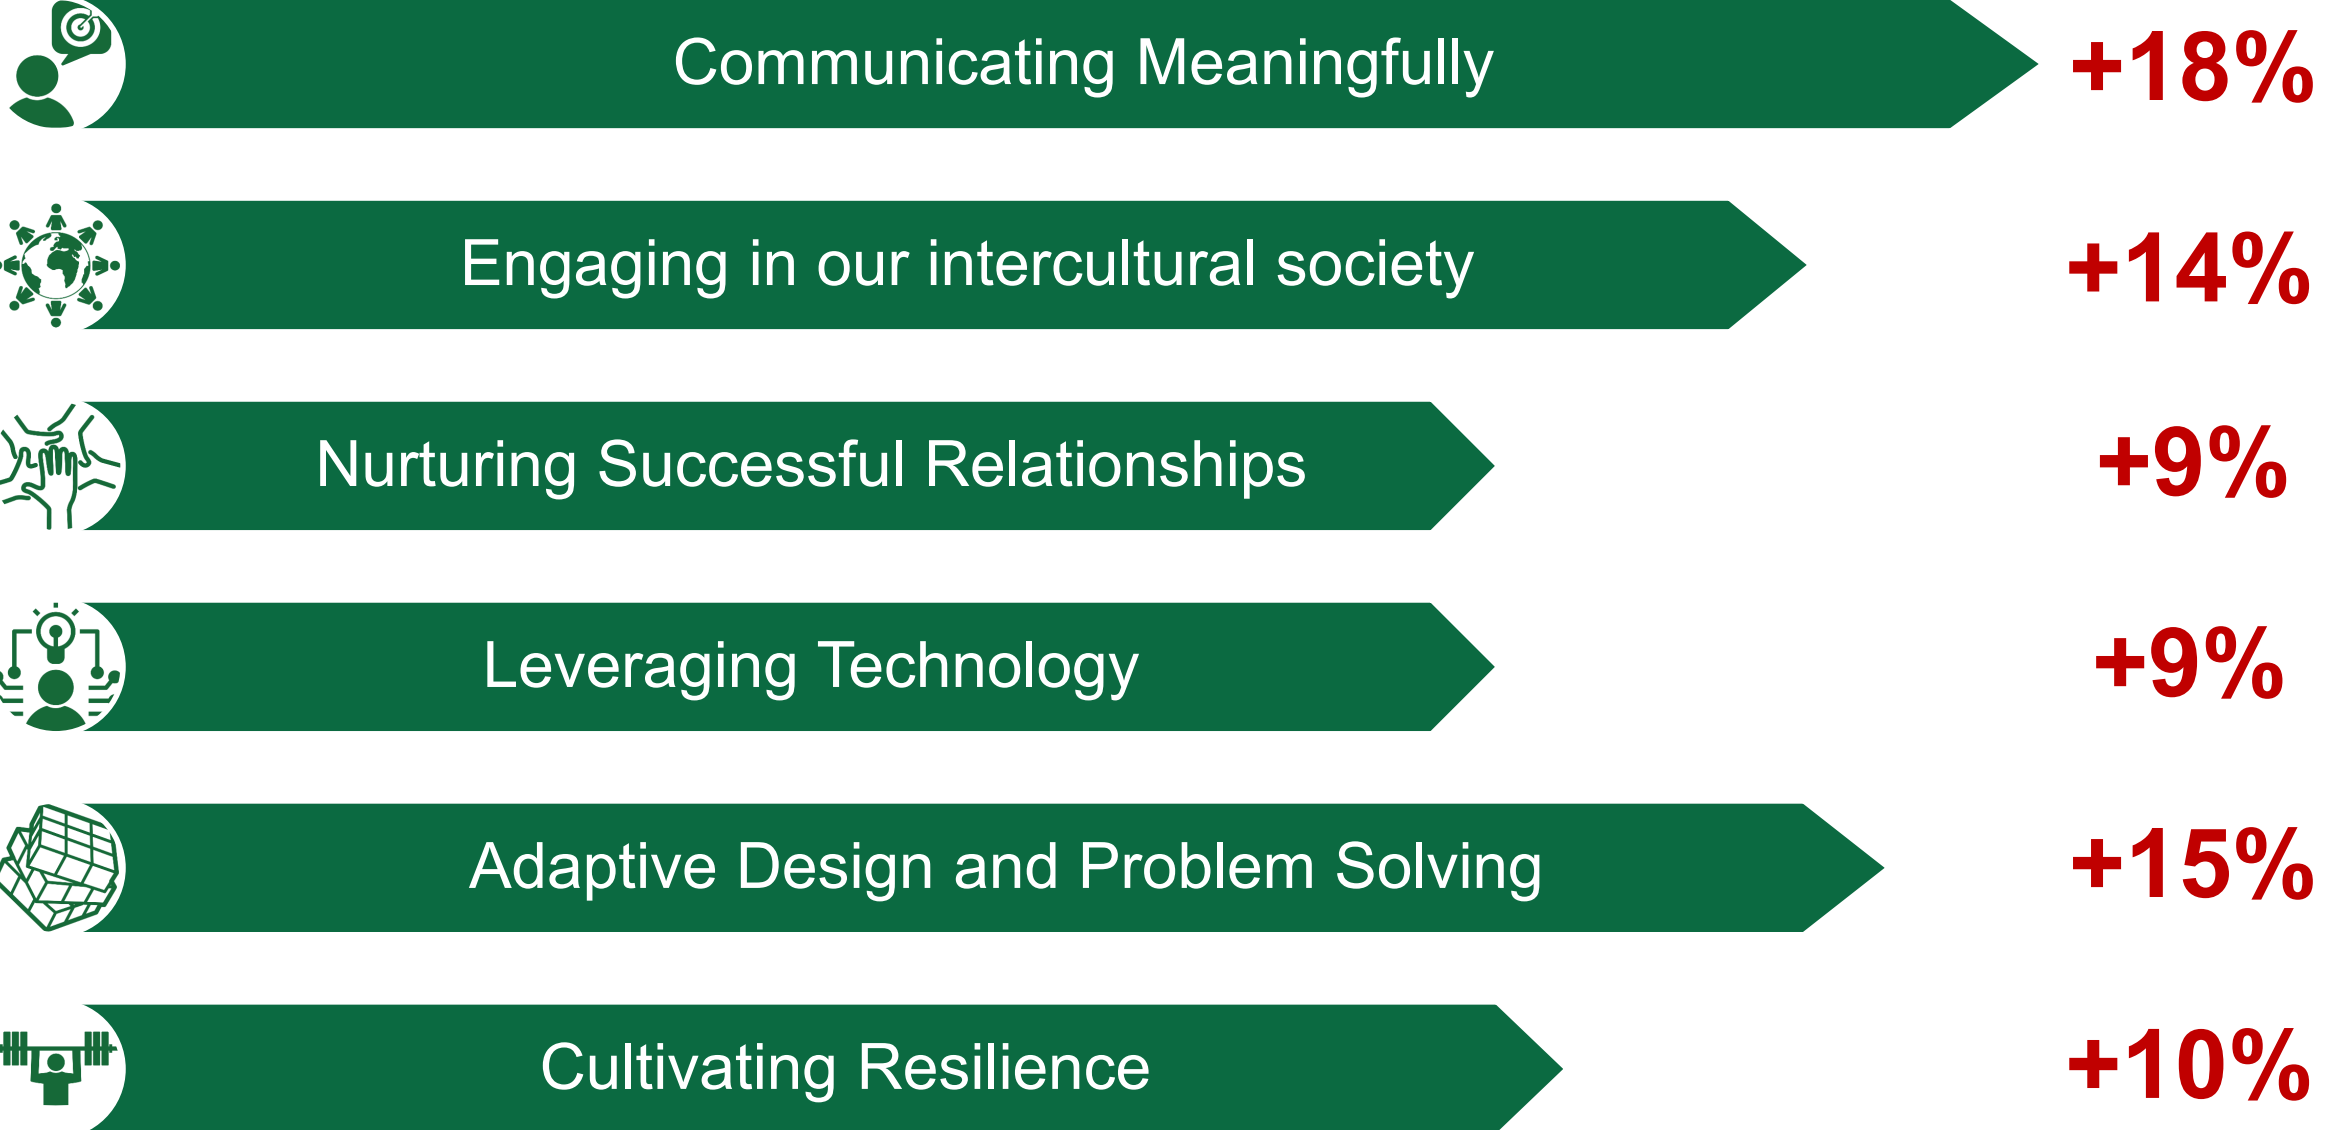 Communicating Meaningfully +18%
Engaging in our intercultural society +14%
Nurturing Successful Relationships +9%
Leveraging Technology +9%
Adaptive Design and Problem Solving +15%
Cultivating Resilience +10%